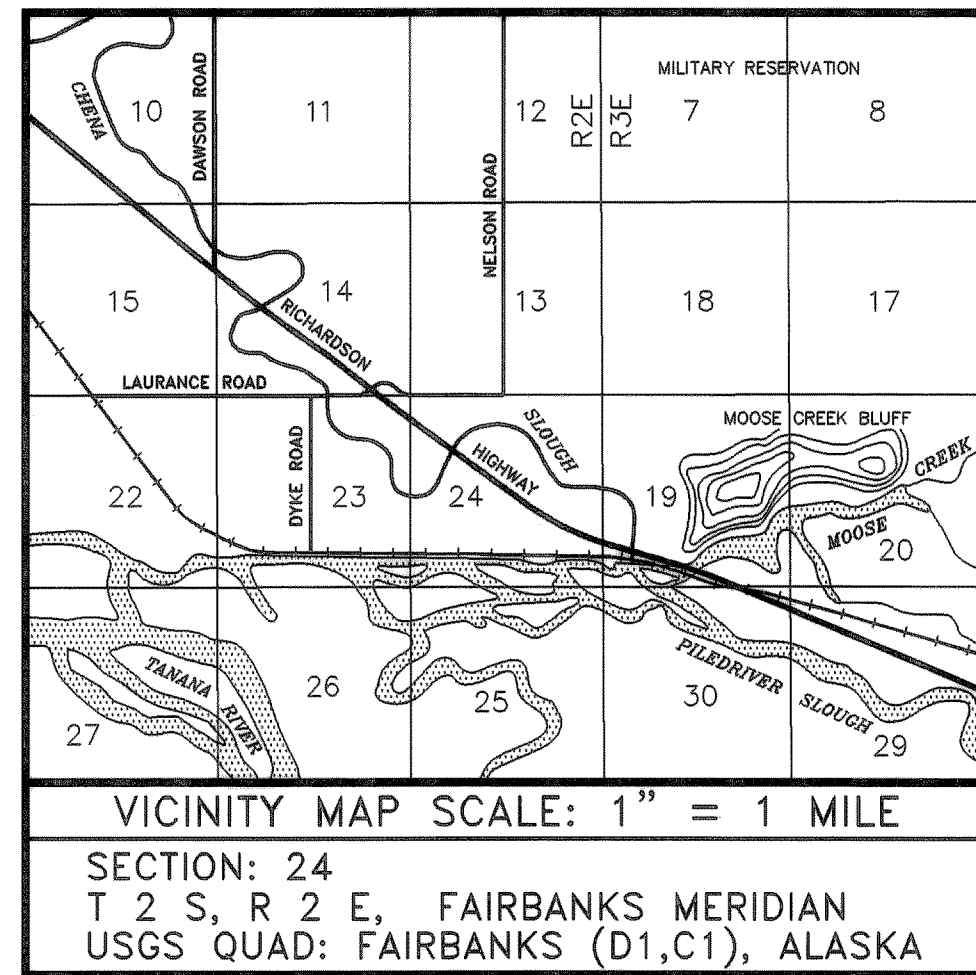 MILITARY RESERVATION
CHENA
10
DAWSON ROAD
11
12
R2E
R3E
7
8
NELSON ROAD
15
14
13
18
17
RICHARDSON
LAURANCE ROAD
SLOUGH
MOOSE CREEK BLUFF
HIGHWAY
CREEK
22
DYKE ROAD
23
24
19
MOOSE
20
TANANA
RIVER
26
25
PILEDRIVER
30
SLOUGH
27
29
VICINITY MAP SCALE: 1” = 1 MILE
SECTION: 24
T 2 S, R 2 E, FAIRBANKS MERIDIAN
USGS QUAD: FAIRBANKS (D1,C1), ALASKA